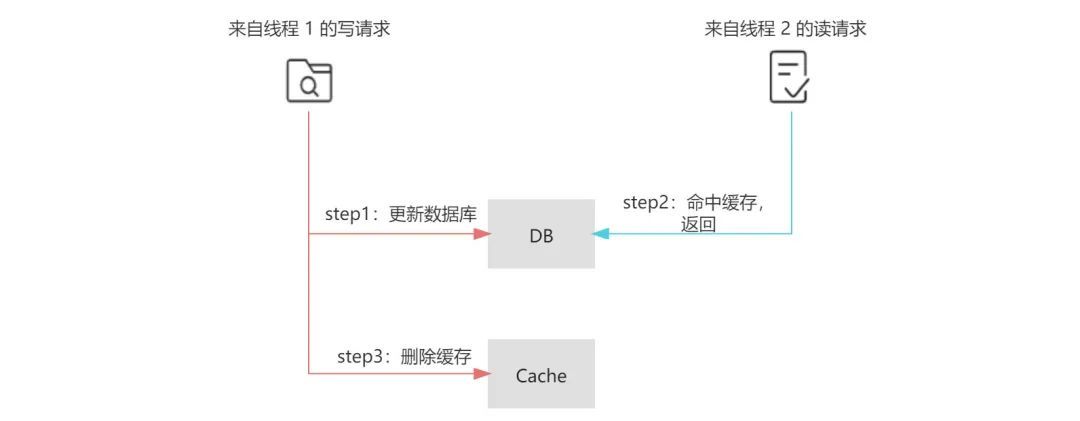 来自线程 1 的写请求
来自线程 2 的读请求
step1：更新数据库
step2：命中缓存，
返回
DB
step3：删除缓存
Cache